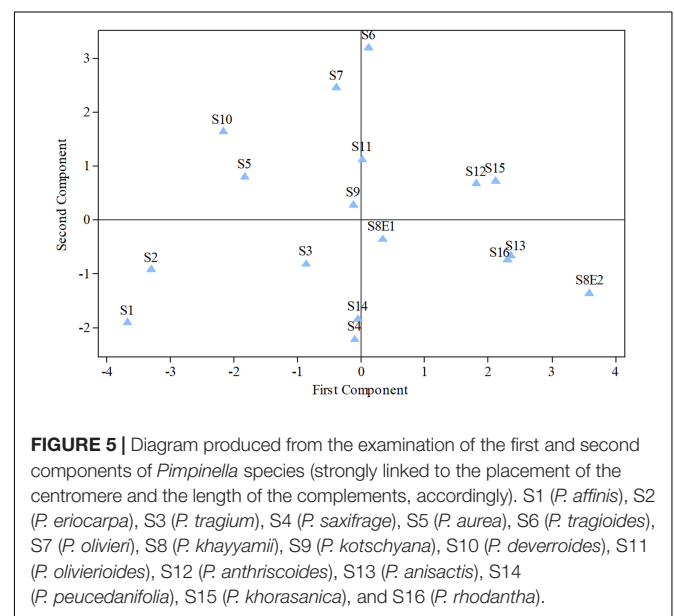 S6
3
S7
2
S10
S11
1
S5
S12 S15
S9
0
S8E1
S3
S13
S16
S2
-1
S8E2
S14
S1
-2
S4
Second Component
-4 -3 -2 -1 0 1 2 3 4
First Component
FIGURE 5 | Diagram produced from the examination of the first and second
components of Pimpinella species (strongly linked to the placement of the
centromere and the length of the complements, accordingly). S1 (P. affinis), S2
(P. eriocarpa), S3 (P. tragium), S4 (P. saxifrage), S5 (P. aurea), S6 (P. tragioides),
S7 (P. olivieri), S8 (P. khayyamii), S9 (P. kotschyana), S10 (P. deverroides), S11
(P. olivierioides), S12 (P. anthriscoides), S13 (P. anisactis), S14
(P. peucedanifolia), S15 (P. khorasanica), and S16 (P. rhodantha).